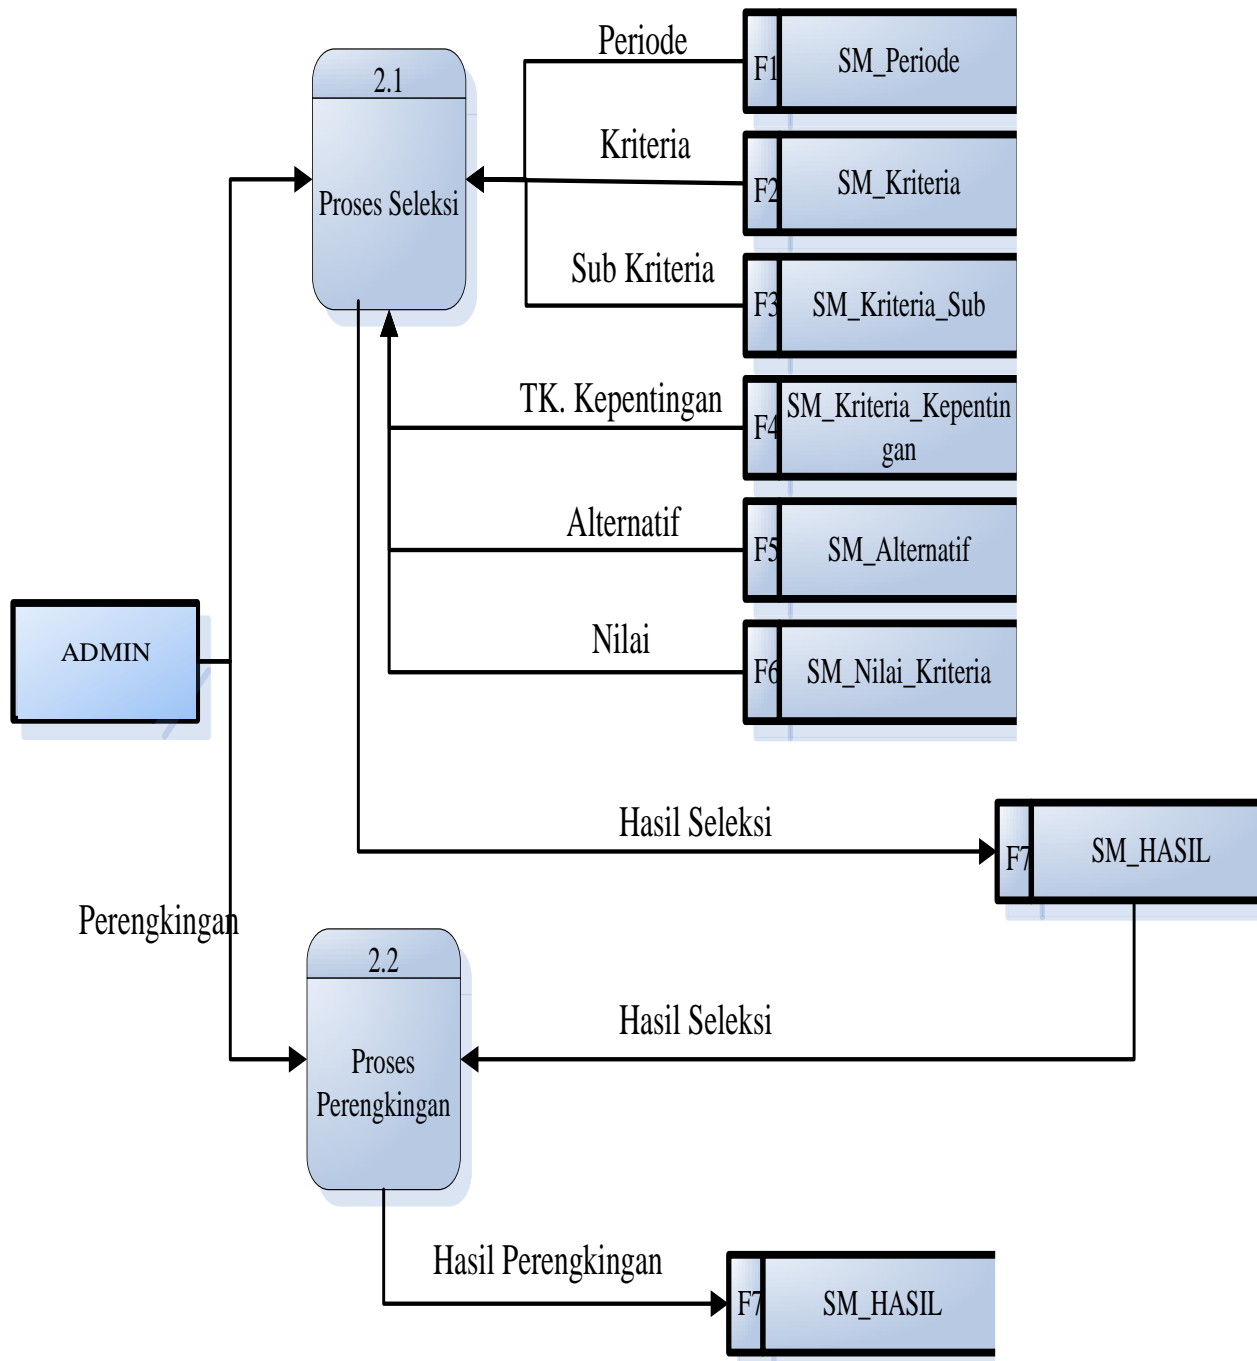 Periode
F1
SM_Periode
2.1
Proses Seleksi
Kriteria
F2
SM_Kriteria
Sub Kriteria
F3
SM_Kriteria_Sub
TK. Kepentingan
F4
SM_Kriteria_Kepentin
gan
Alternatif
F5
SM_Alternatif
ADMIN
Nilai
F6
SM_Nilai_Kriteria
Hasil Seleksi
F7
SM_HASIL
Perengkingan
2.2
Proses
Perengkingan
Hasil Seleksi
Hasil Perengkingan
F7
SM_HASIL